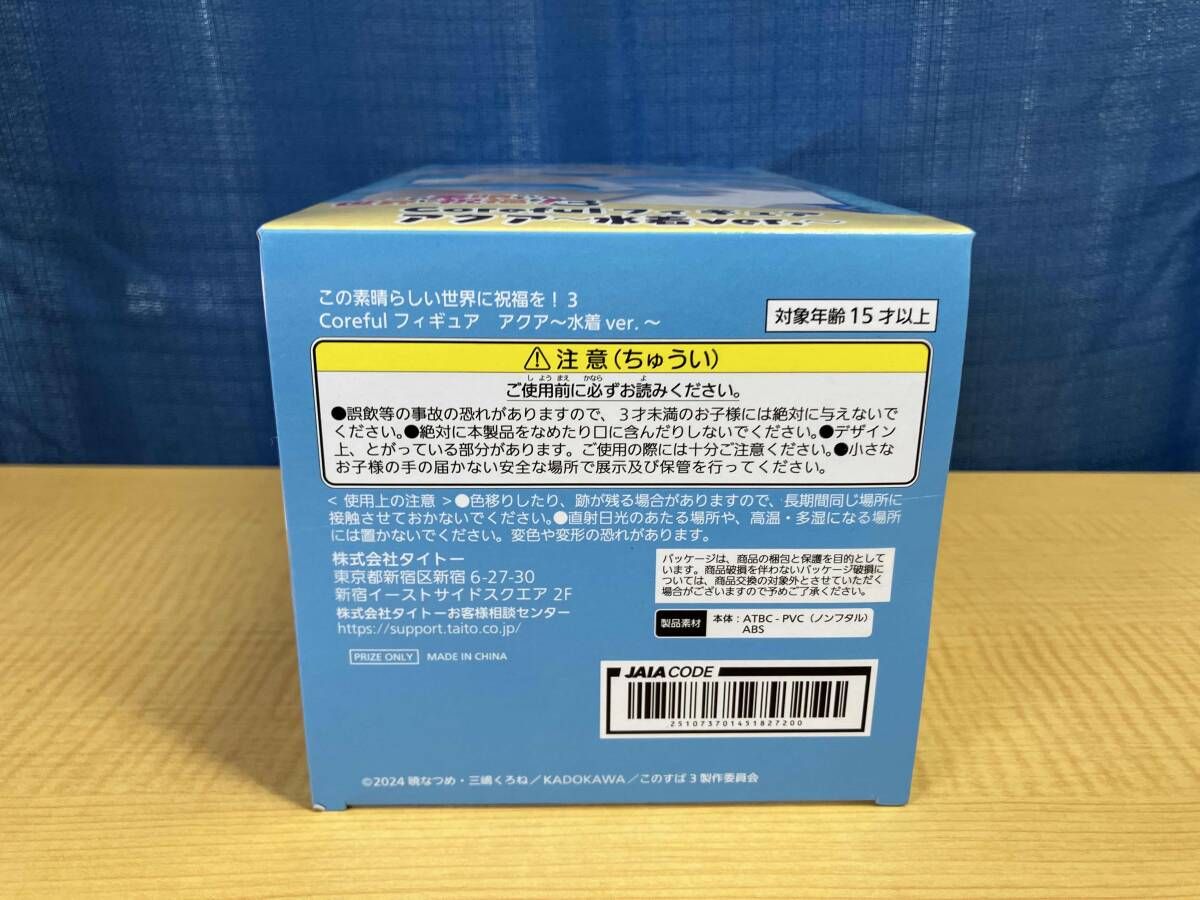 この素晴らしい世界に祝福を！3
Coreful フィギュア　アクア～水着 ver.～
対象年齢 15 才以上
⚠注意(ちゅうい)
ご使用前に必ずお読みください。
●誤飲等の事故の恐れがありますので、3才未満のお子様には絶対に与えないで
ください。●絶対に本製品をなめたり口に含んだりしないでください。●デザイン
上、とがっている部分があります。ご使用の際には十分ご注意ください。●小さな
お子様の手の届かない安全な場所で展示及び保管を行ってください。
< 使用上の注意 >●色移りしたり、跡が残る場合がありますので、長期間同じ場所に
接触させておかないでください。●直射日光のあたる場所や、高温・多湿になる場所
には置かないでください。変色や変形の恐れがあります。
株式会社タイトー
東京都新宿区新宿 6-27-30
新宿イーストサイドスクエア 2F
株式会社タイトーお客様相談センター
https://support.taito.co.jp/
PRIZE ONLY MADE IN CHINA
パッケージは、商品の梱包と保護を目的として
います。商品破損を伴わないパッケージ破損に
ついては、商品交換の対象外とさせていただく
場合がございますので予めご了承ください。
製品素材 本体：ATBC - PVC（ノンフタル）
ABS
JAIA CODE
251073701451827200
©2024 暁なつめ・三嶋くろね／KADOKAWA／このすば 3 製作委員会